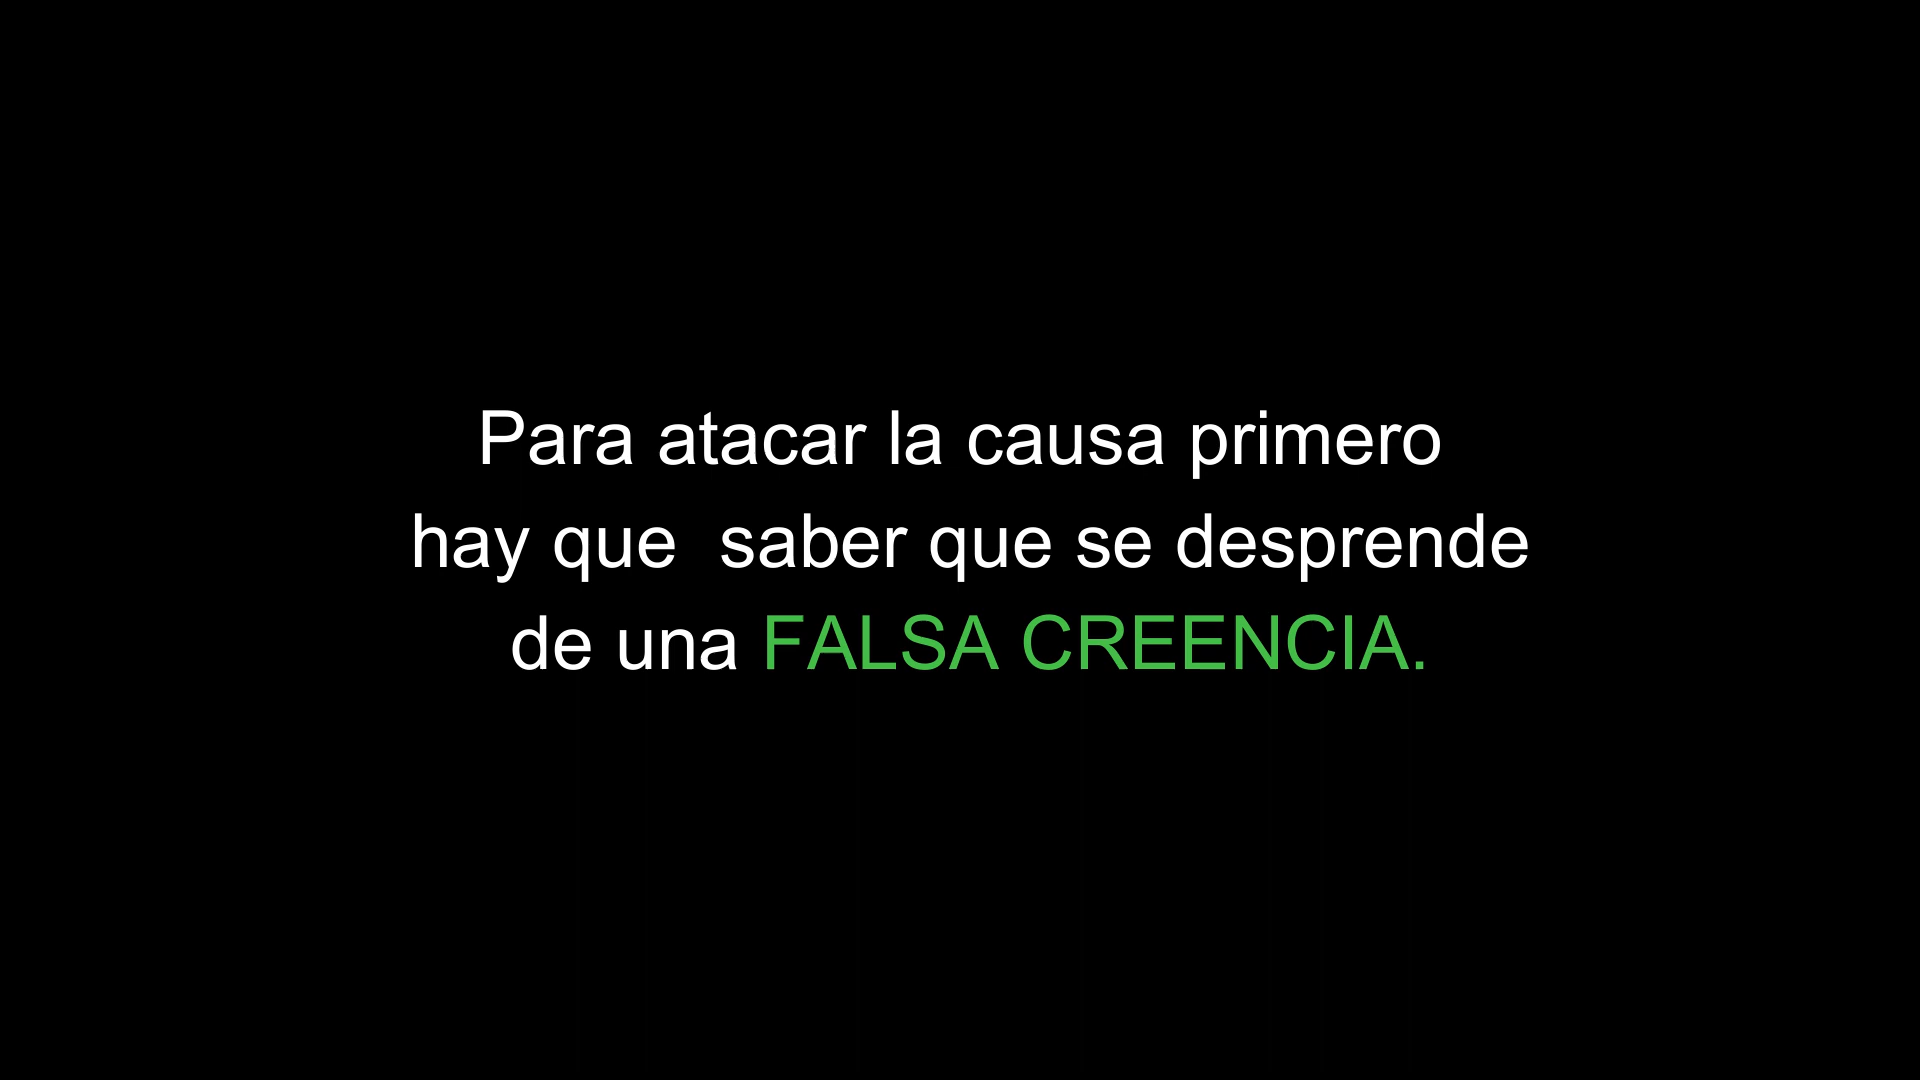 Para atacar la causa primero
hay que  saber que se desprende
de una FALSA CREENCIA.